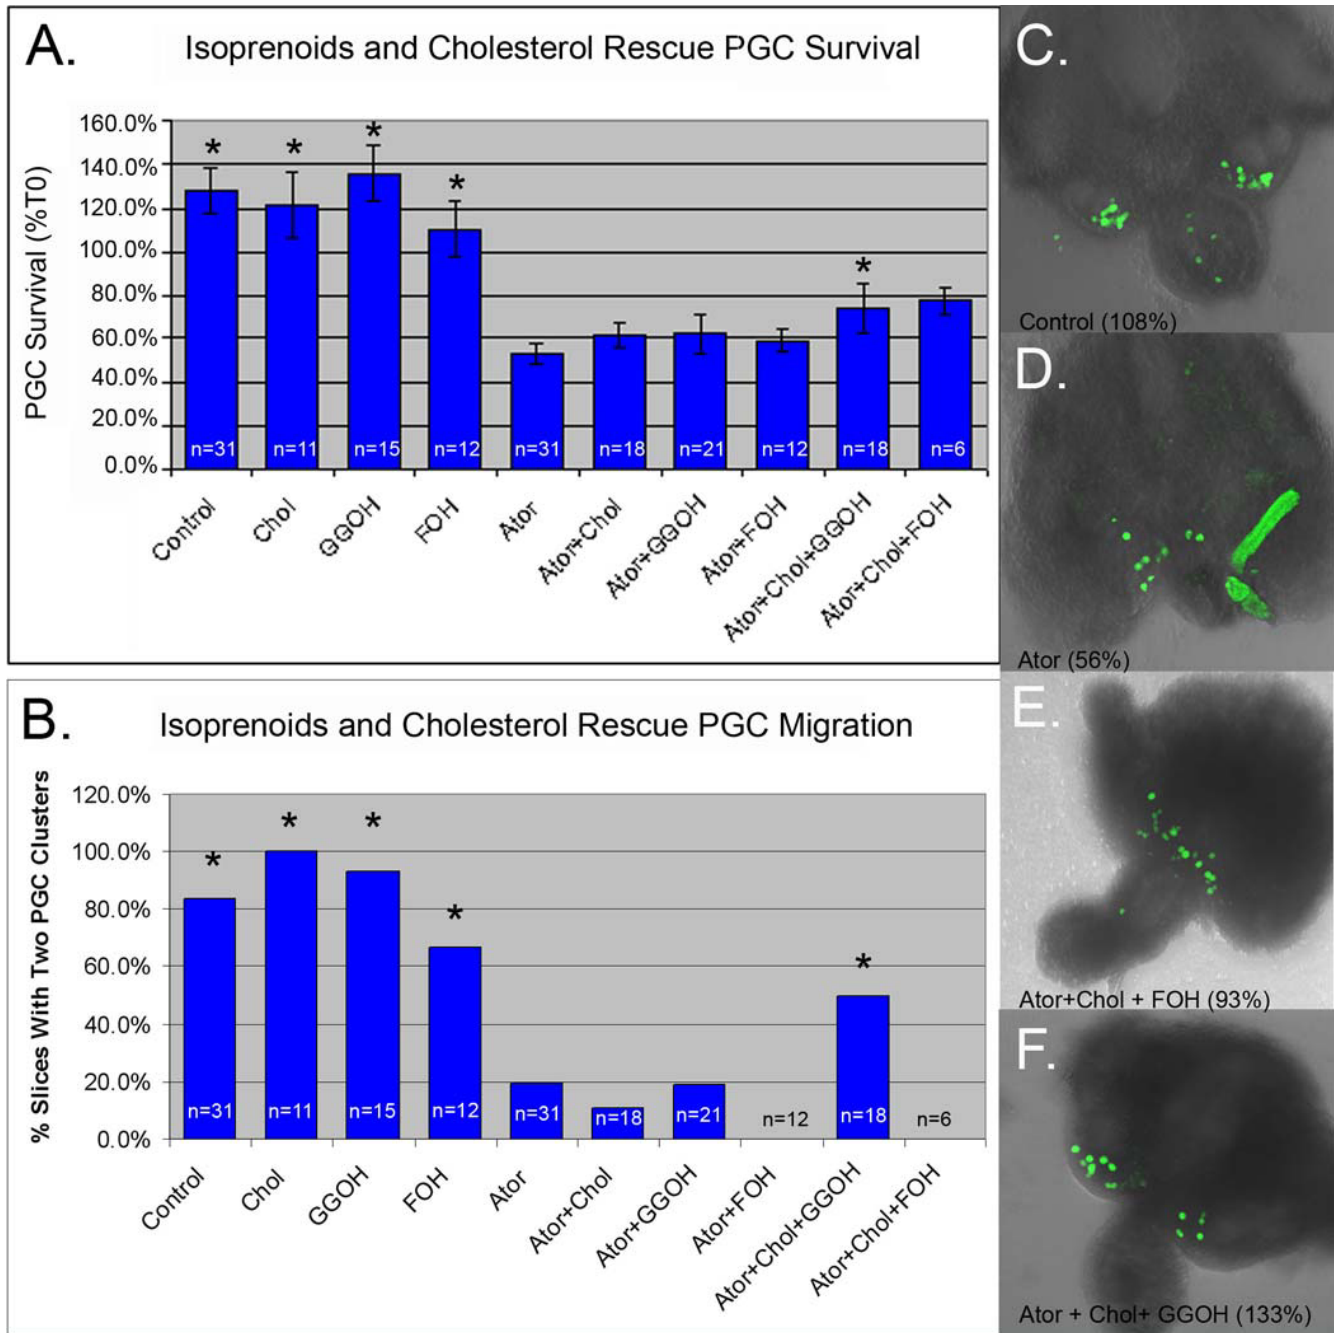 A. Isoprenoids and Cholesterol Rescue PGC Survival
PGC Survival (%T0)
160.0%
140.0%
120.0%
100.0%
80.0%
60.0%
40.0%
20.0%
0.0%
* * * * *
n=31 n=11 n=15 n=12 n=31 n=18 n=21 n=12 n=18 n=6
Control
Chol
GGOH
FOH
Ator
Ator+Chol
Ator+GGOH
Ator+FOH
Ator+Chol+GGOH
Ator+Chol+FOH
B. Isoprenoids and Cholesterol Rescue PGC Migration
% Slices With Two PGC Clusters
120.0%
100.0%
80.0%
60.0%
40.0%
20.0%
0.0%
* * * * *
n=31 n=11 n=15 n=12 n=31 n=18 n=21 n=12 n=18 n=6
Control
Chol
GGOH
FOH
Ator
Ator+Chol
Ator+GGOH
Ator+FOH
Ator+Chol+GGOH
Ator+Chol+FOH
C.
Control (108%)
D.
Ator (56%)
E.
Ator+Chol + FOH (93%)
F.
Ator + Chol+ GGOH (133%)